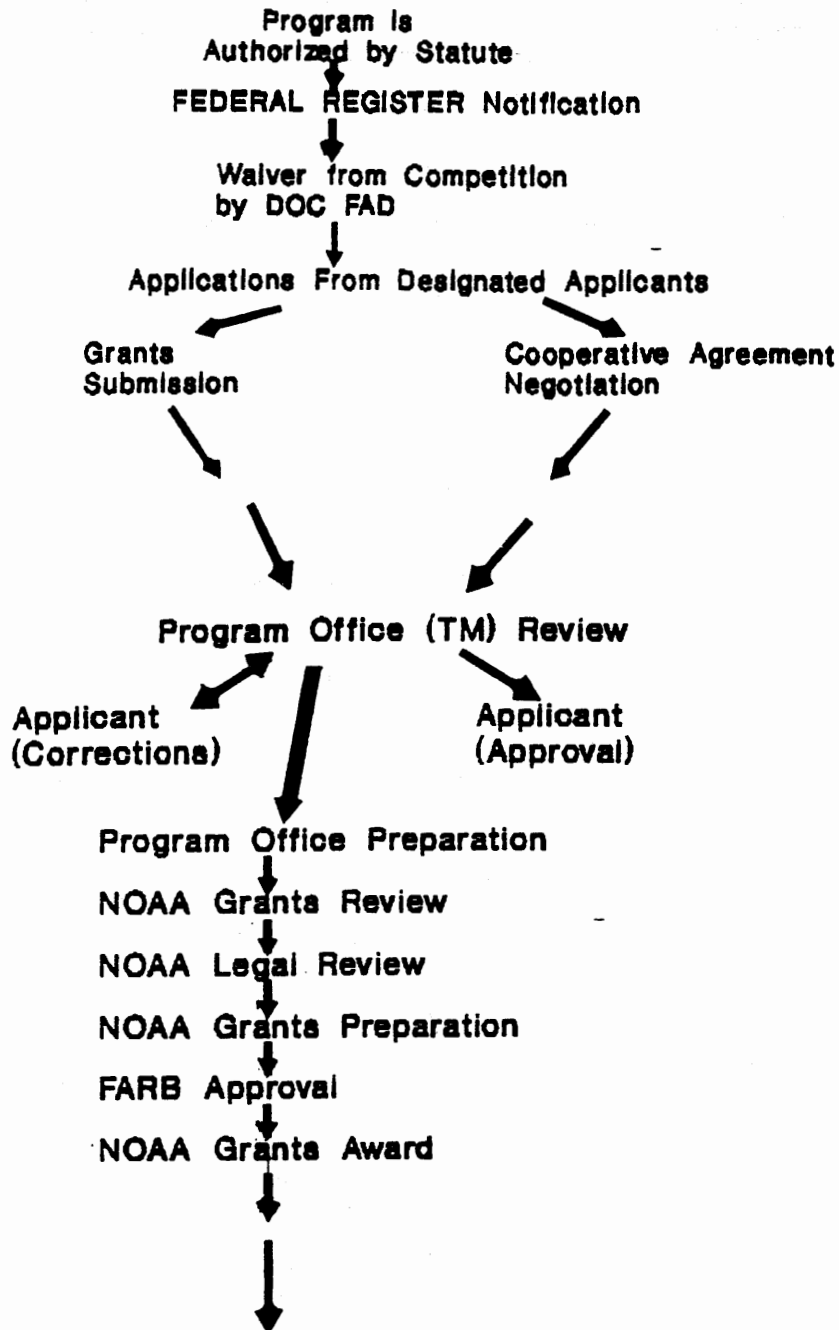 Program is
Authorized by Statute
FEDERAL REGISTER Notification
Waiver from Competition
by DOC FAD
Applications From Designated Applicants
Grants
Submission
Cooperative Agreement
Negotiation
Program Office (TM) Review
Applicant
(Corrections)
Applicant
(Approval)
Program Office Preparation
NOAA Grants Review
NOAA Legal Review
NOAA Grants Preparation
FARB Approval
NOAA Grants Award